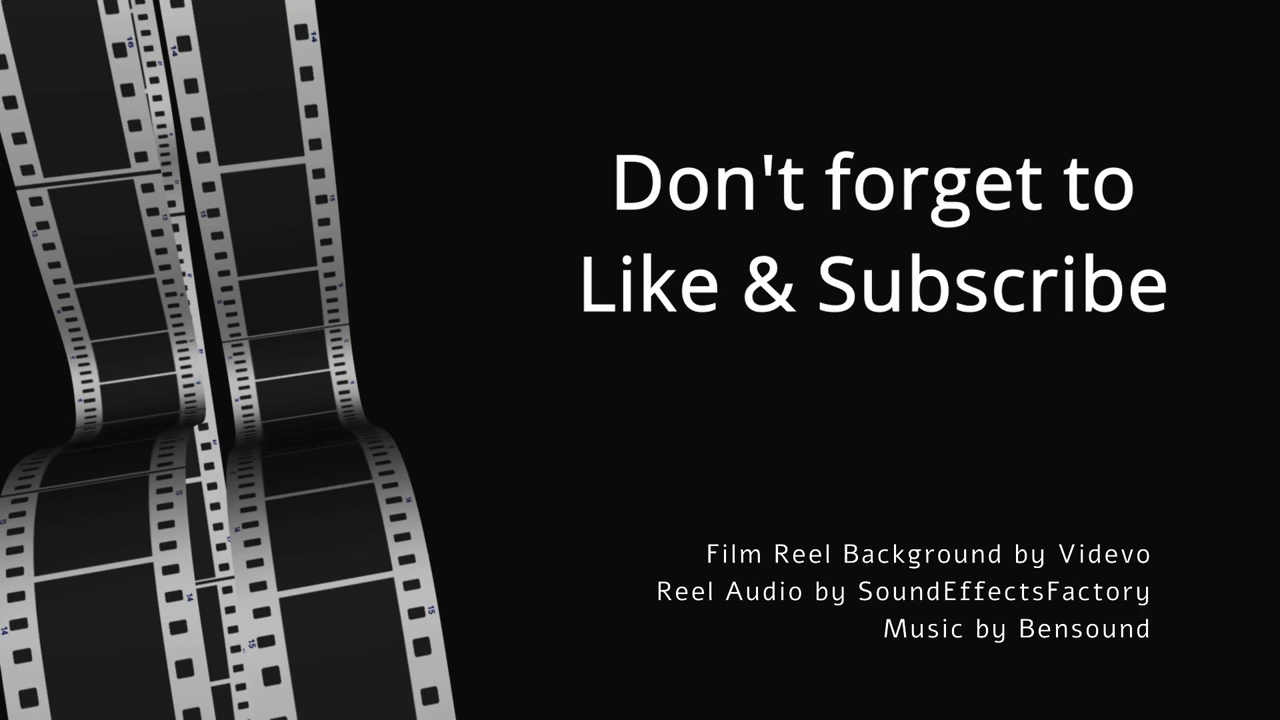 Don't forget to
Like & Subscribe
Film Reel Background by Videvo
Reel Audio by SoundEffectsFactory
Music by Bensound